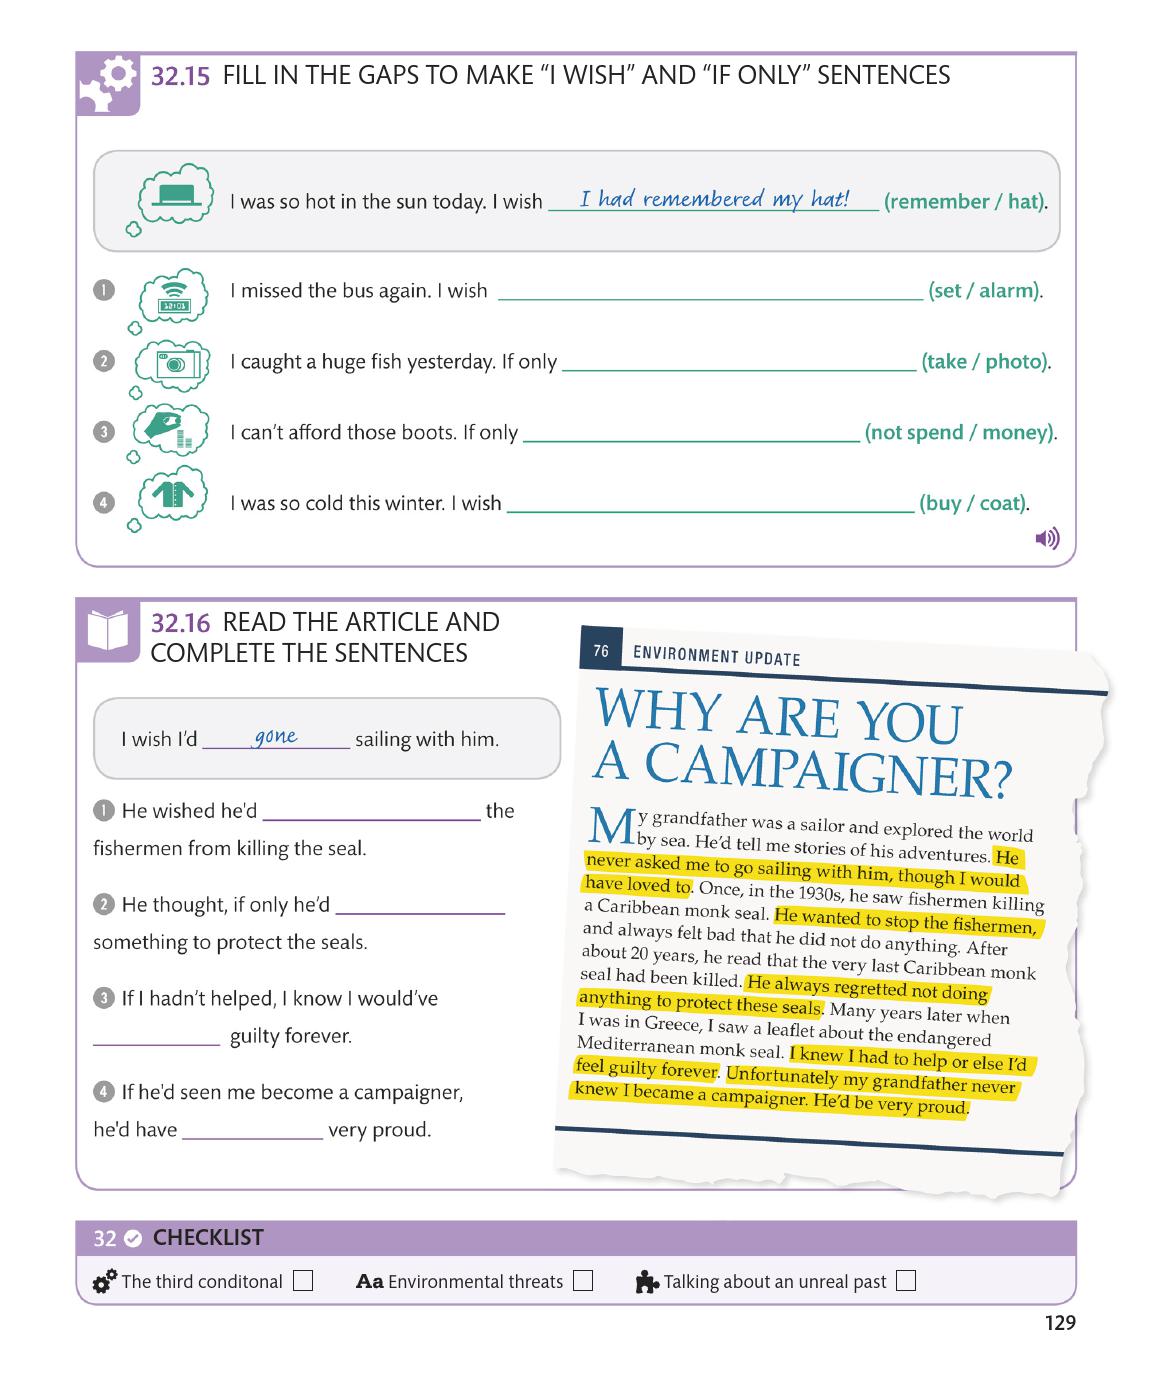 32.15 FILL IN THE GAPS TO MAKE “I WISH” AND “IF ONLY” SENTENCES
I was so hot in the sun today. I wish I had remembered my hat! (remember / hat).
1 I missed the bus again. I wish ____ (set / alarm).
2 I caught a huge fish yesterday. If only ____ (take / photo).
3 I can’t afford those boots. If only ____ (not spend / money).
4 I was so cold this winter. I wish ____ (buy / coat).
32.16 READ THE ARTICLE AND
COMPLETE THE SENTENCES
I wish I’d gone sailing with him.
1 He wished he'd ____ the
fishermen from killing the seal.
2 He thought, if only he’d ____
something to protect the seals.
3 If I hadn’t helped, I know I would’ve
____ guilty forever.
4 If he'd seen me become a campaigner,
he'd have ____ very proud.
76 ENVIRONMENT UPDATE
WHY ARE YOU
A CAMPAIGNER?
My grandfather was a sailor and explored the world
by sea. He’d tell me stories of his adventures. He
never asked me to go sailing with him, though I would
have loved to. Once, in the 1930s, he saw fishermen killing
a Caribbean monk seal. He wanted to stop the fishermen,
and always felt bad that he did not do anything. After
about 20 years, he read that the very last Caribbean monk
seal had been killed. He always regretted not doing
anything to protect these seals. Many years later when
I was in Greece, I saw a leaflet about the endangered
Mediterranean monk seal. I knew I had to help or else I’d
feel guilty forever. Unfortunately my grandfather never
knew I became a campaigner. He’d be very proud.
32 CHECKLIST
The third conditonal Aa Environmental threats Talking about an unreal past
129